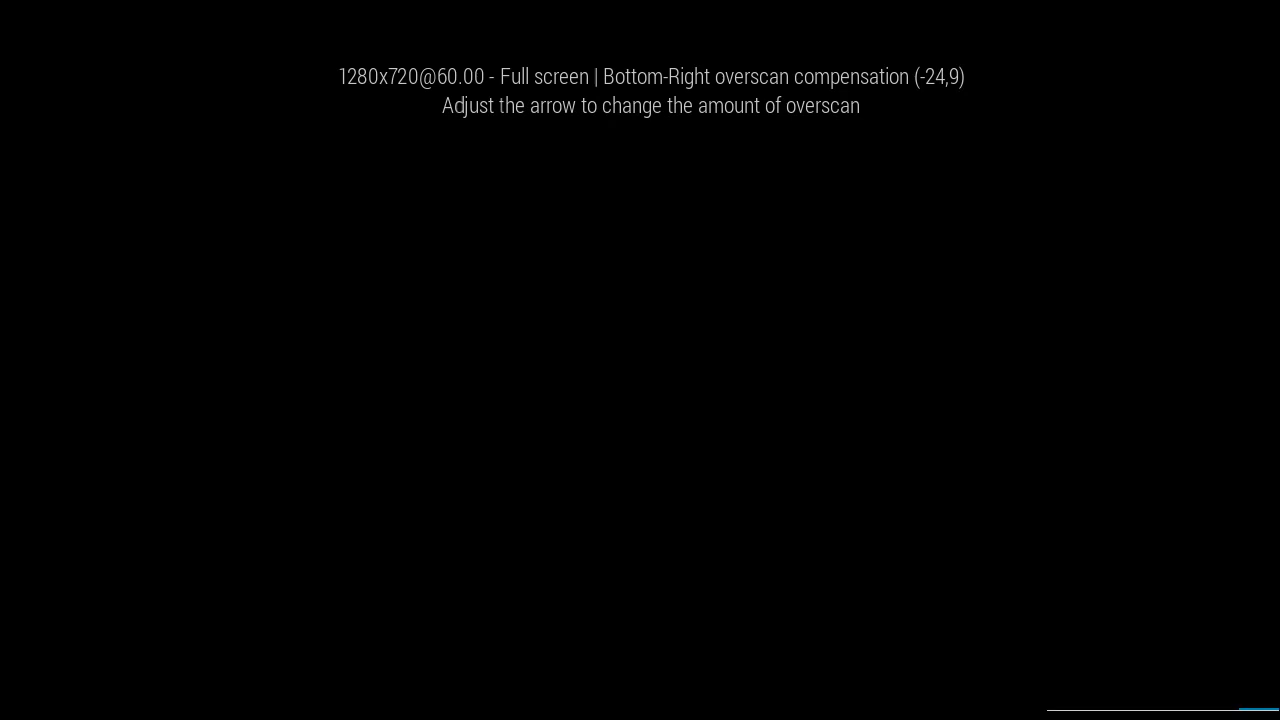 1280x720@60.00 - Full screen | Bottom-Right overscan compensation (-24,9)
Adjust the arrow to change the amount of overscan